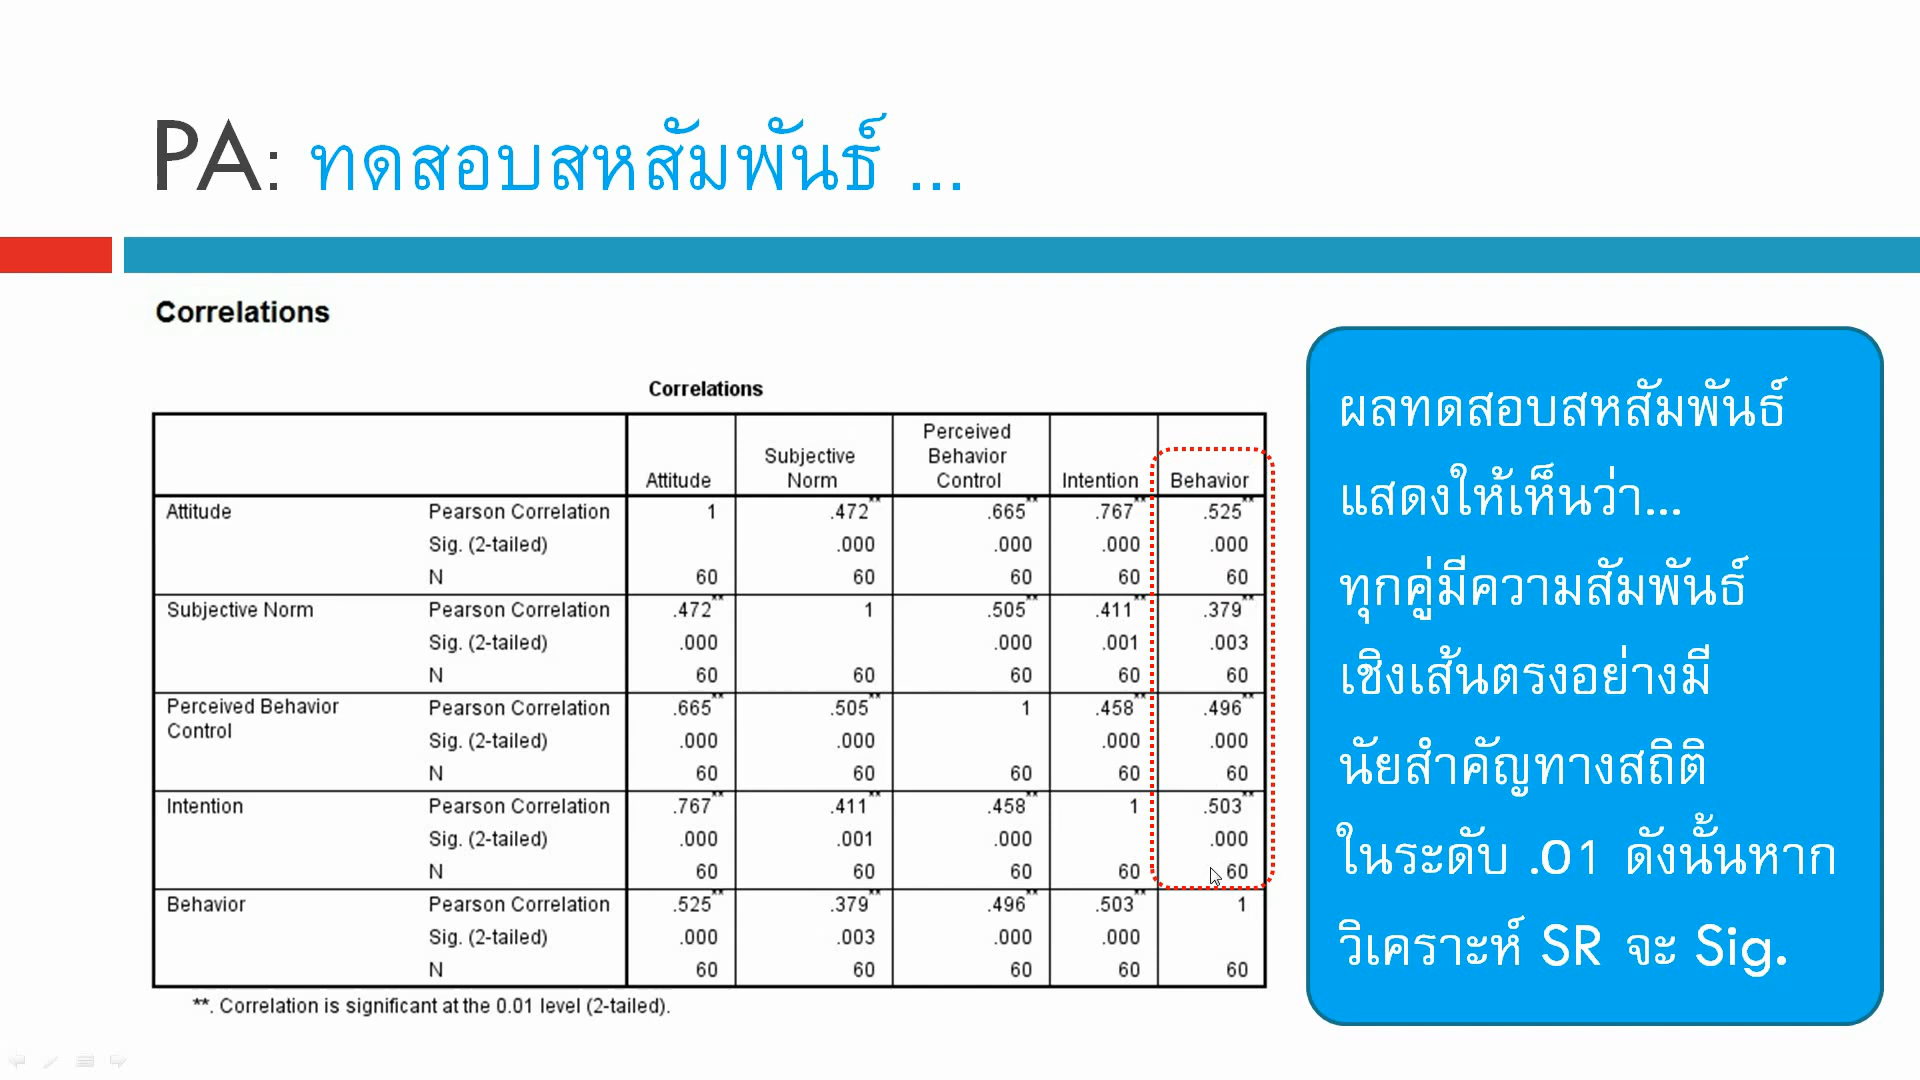 PA: ทดสอบสหสัมพันธ์ ...
Correlations
Correlations
Attitude Subjective Norm Perceived Behavior Control Intention Behavior
Attitude Pearson Correlation 1 .472** .665** .767** .525**
Sig. (2-tailed) .000 .000 .000 .000
N 60 60 60 60 60
Subjective Norm Pearson Correlation .472** 1 .505** .411** .379**
Sig. (2-tailed) .000 .000 .001 .003
N 60 60 60 60 60
Perceived Behavior Control Pearson Correlation .665** .505** 1 .458** .496**
Sig. (2-tailed) .000 .000 .000 .000
N 60 60 60 60 60
Intention Pearson Correlation .767** .411** .458** 1 .503**
Sig. (2-tailed) .000 .001 .000 .000
N 60 60 60 60 60
Behavior Pearson Correlation .525** .379** .496** .503** 1
Sig. (2-tailed) .000 .003 .000 .000
N 60 60 60 60 60
**. Correlation is significant at the 0.01 level (2-tailed).
ผลทดสอบสหสัมพันธ์
แสดงให้เห็นว่า...
ทุกคู่มีความสัมพันธ์
เชิงเส้นตรงอย่างมี
นัยสำคัญทางสถิติ
ในระดับ .01 ดังนั้นหาก
วิเคราะห์ SR จะ Sig.